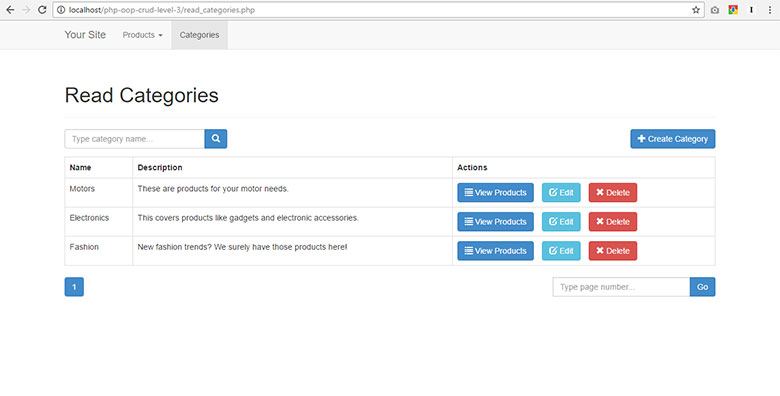 localhost/php-oop-crud-level-3/read_categories.php
Your Site Products Categories
Read Categories
Type category name... Create Category
Name Description Actions
Motors These are products for your motor needs. View Products Edit Delete
Electronics This covers products like gadgets and electronic accessories. View Products Edit Delete
Fashion New fashion trends? We surely have those products here! View Products Edit Delete
1 Type page number... Go